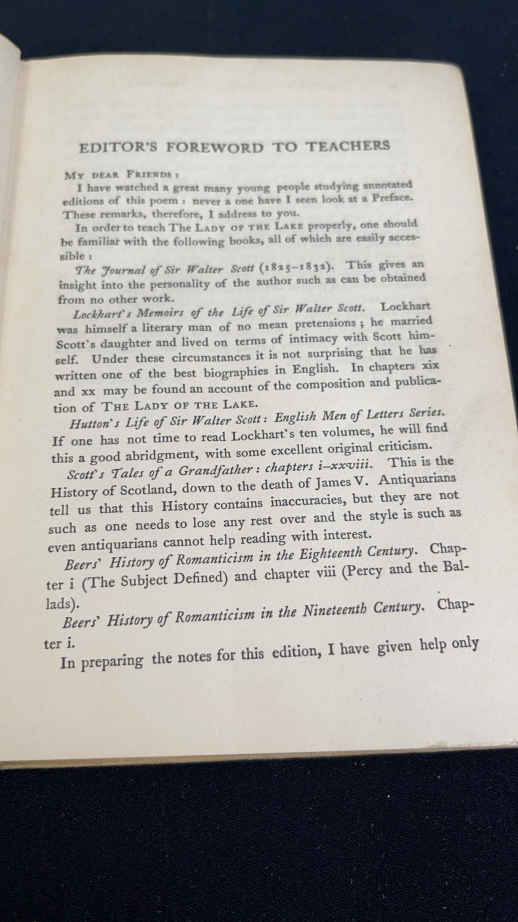 EDITOR'S FOREWORD TO TEACHERS
MY DEAR FRIENDS:
I have watched a great many young people studying annotated
editions of this poem: never a one have I seen look at a Preface.
These remarks, therefore, I address to you.
In order to teach The LADY OF THE LAKE properly, one should
be familiar with the following books, all of which are easily acces-
sible:
The Journal of Sir Walter Scott (1825–1832). This gives an
insight into the personality of the author such as can be obtained
from no other work.
Lockhart's Memoirs of the Life of Sir Walter Scott. Lockhart
was himself a literary man of no mean pretensions; he married
Scott's daughter and lived on terms of intimacy with Scott him-
self. Under these circumstances it is not surprising that he has
written one of the best biographies in English. In chapters xix
and xx may be found an account of the composition and publica-
tion of THE LADY OF THE LAKE.
Hutton's Life of Sir Walter Scott: English Men of Letters Series.
If one has not time to read Lockhart's ten volumes, he will find
this a good abridgment, with some excellent original criticism.
Scott's Tales of a Grandfather: chapters i–xxviii. This is the
History of Scotland, down to the death of James V. Antiquarians
tell us that this History contains inaccuracies, but they are not
such as one needs to lose any rest over and the style is such as
even antiquarians cannot help reading with interest.
Beers' History of Romanticism in the Eighteenth Century. Chap-
ter i (The Subject Defined) and chapter viii (Percy and the Bal-
lads).
Beers' History of Romanticism in the Nineteenth Century. Chap-
ter i.
In preparing the notes for this edition, I have given help only